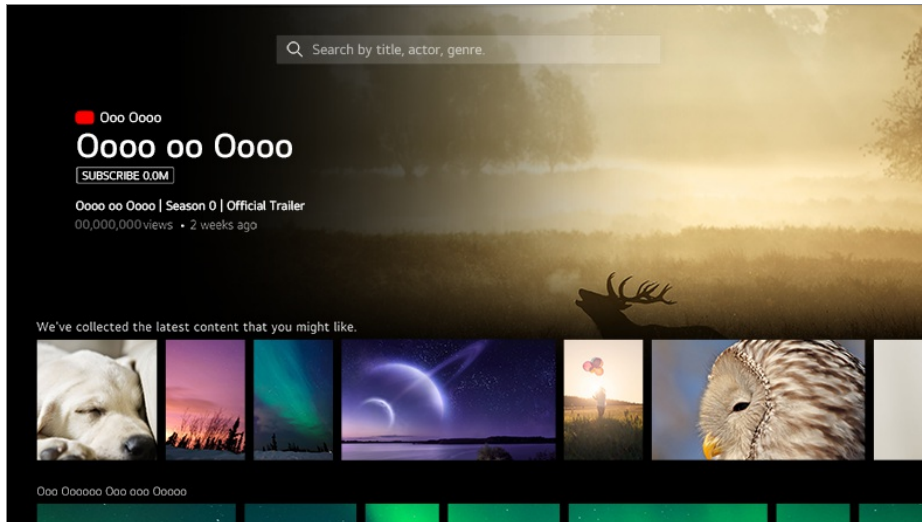 Search by title, actor, genre.
Ooo Oooo
Oooo oo Oooo
SUBSCRIBE 0.0M
Oooo oo Oooo | Season 0 | Official Trailer
00,000,000 views • 2 weeks ago
We've collected the latest content that you might like.
Ooo Oooooo Ooo ooo Ooooo